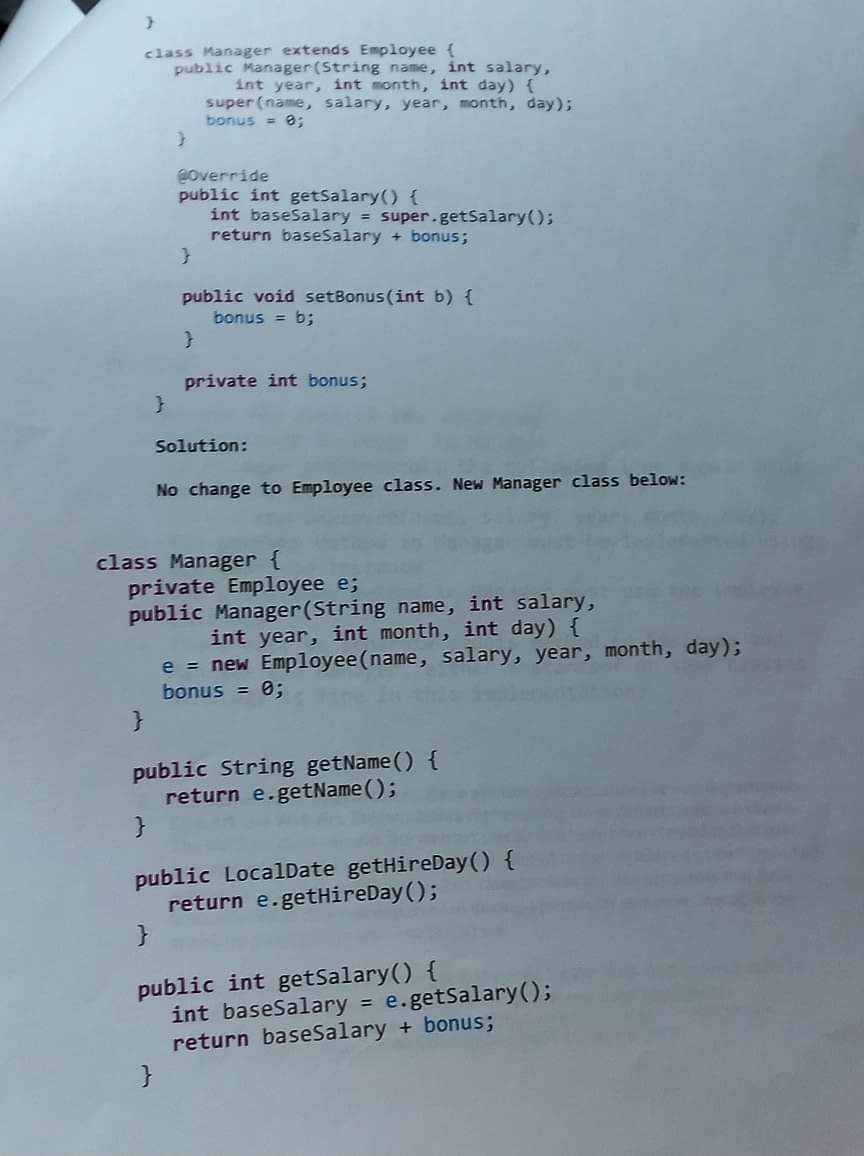 }
class Manager extends Employee {
public Manager(String name, int salary,
int year, int month, int day) {
super(name, salary, year, month, day);
bonus = 0;
}
@Override
public int getSalary() {
int baseSalary = super.getSalary();
return baseSalary + bonus;
}
public void setBonus(int b) {
bonus = b;
}
private int bonus;
}
Solution:
No change to Employee class. New Manager class below:
class Manager {
private Employee e;
public Manager(String name, int salary,
int year, int month, int day) {
e = new Employee(name, salary, year, month, day);
bonus = 0;
}
public String getName() {
return e.getName();
}
public LocalDate getHireDay() {
return e.getHireDay();
}
public int getSalary() {
int baseSalary = e.getSalary();
return baseSalary + bonus;
}